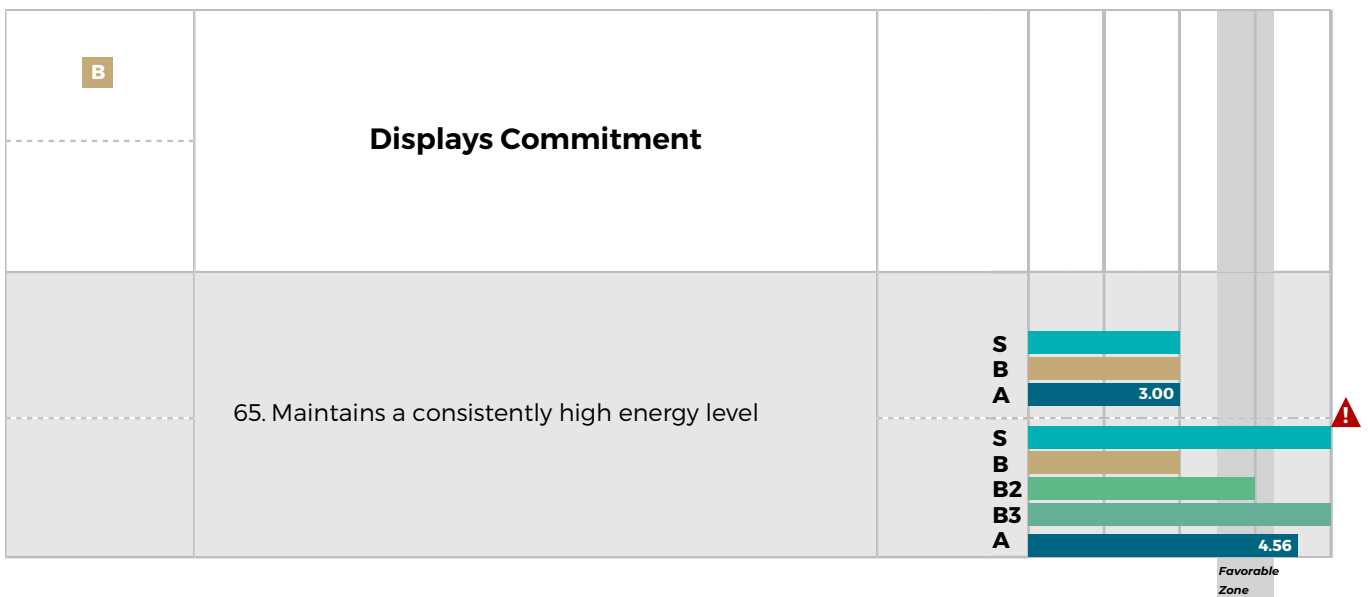 B
Displays Commitment
S
B
A 3.00
65. Maintains a consistently high energy level
!
S
B
B2
B3
A 4.56
Favorable
Zone